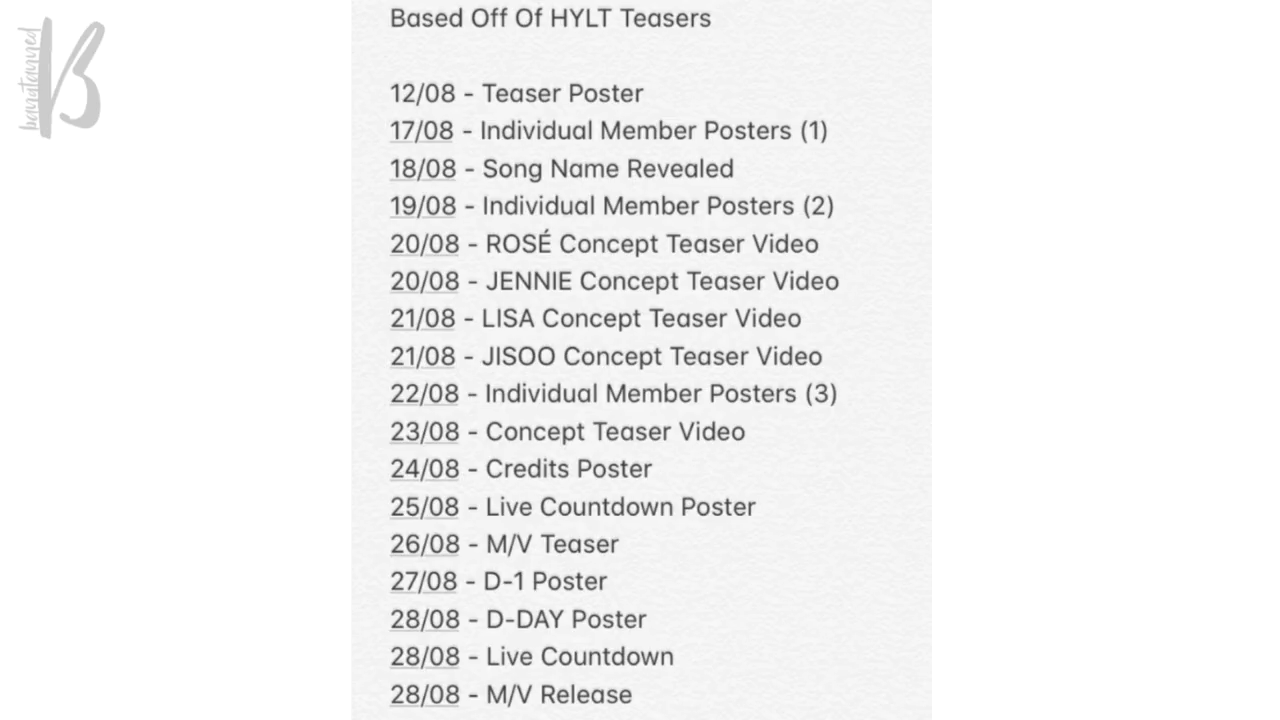 Based Off Of HYLT Teasers
12/08 - Teaser Poster
17/08 - Individual Member Posters (1)
18/08 - Song Name Revealed
19/08 - Individual Member Posters (2)
20/08 - ROSÉ Concept Teaser Video
20/08 - JENNIE Concept Teaser Video
21/08 - LISA Concept Teaser Video
21/08 - JISOO Concept Teaser Video
22/08 - Individual Member Posters (3)
23/08 - Concept Teaser Video
24/08 - Credits Poster
25/08 - Live Countdown Poster
26/08 - M/V Teaser
27/08 - D-1 Poster
28/08 - D-DAY Poster
28/08 - Live Countdown
28/08 - M/V Release
B